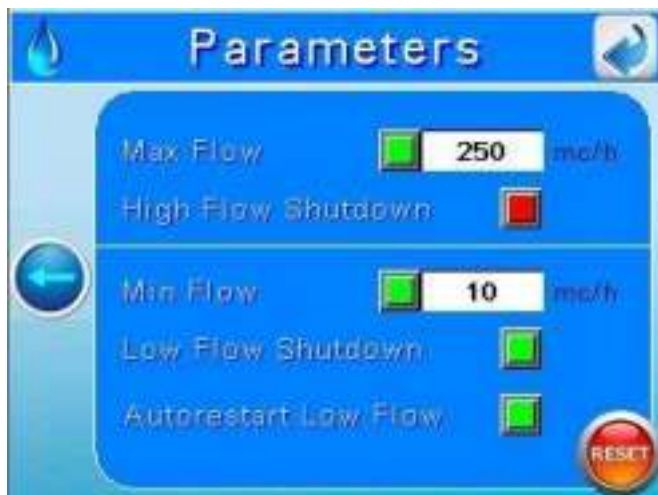 Parameters
Max Flow 250 mc/h
High Flow Shutdown
Min Flow 10 mc/h
Low Flow Shutdown
Autorestart Low Flow
RESET